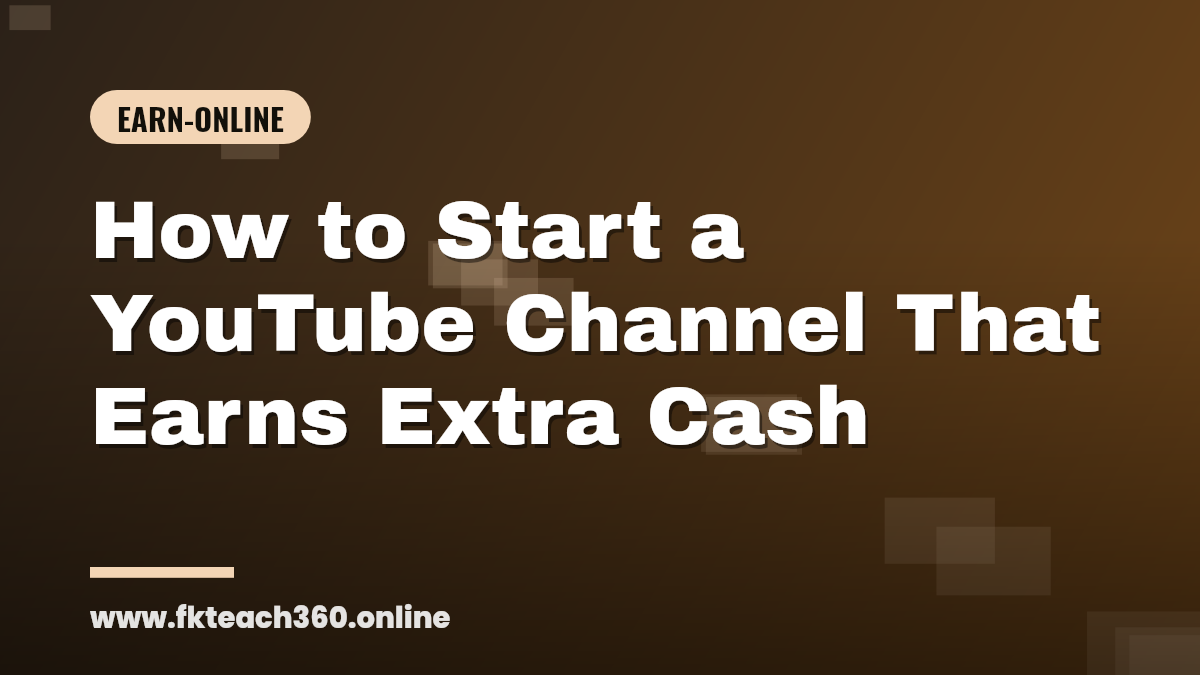 EARN-ONLINE
How to Start a
YouTube Channel That
Earns Extra Cash
www.fkteach360.online